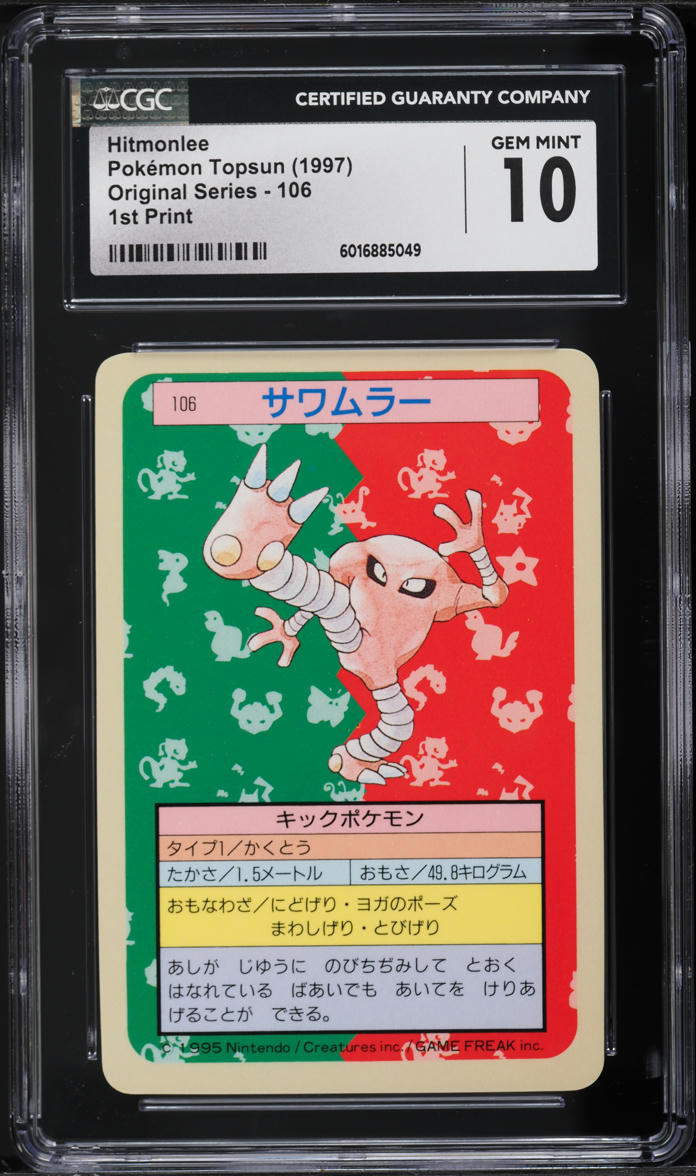 CGC
CERTIFIED GUARANTY COMPANY
Hitmonlee
Pokémon Topsun (1997)
Original Series - 106
1st Print
GEM MINT
10
6016885049
106
サワムラー
キックポケモン
タイプ1／かくとう
たかさ／1.5メートル おもさ／49.8キログラム
おもなわざ／にどげり・ヨガのポーズ
まわしげり・とびげり
あしが じゆうに のびちぢみして とおく
はなれている ばあいでも あいてを けりあ
げることが できる。
© 1995 Nintendo / Creatures inc. / GAME FREAK inc.